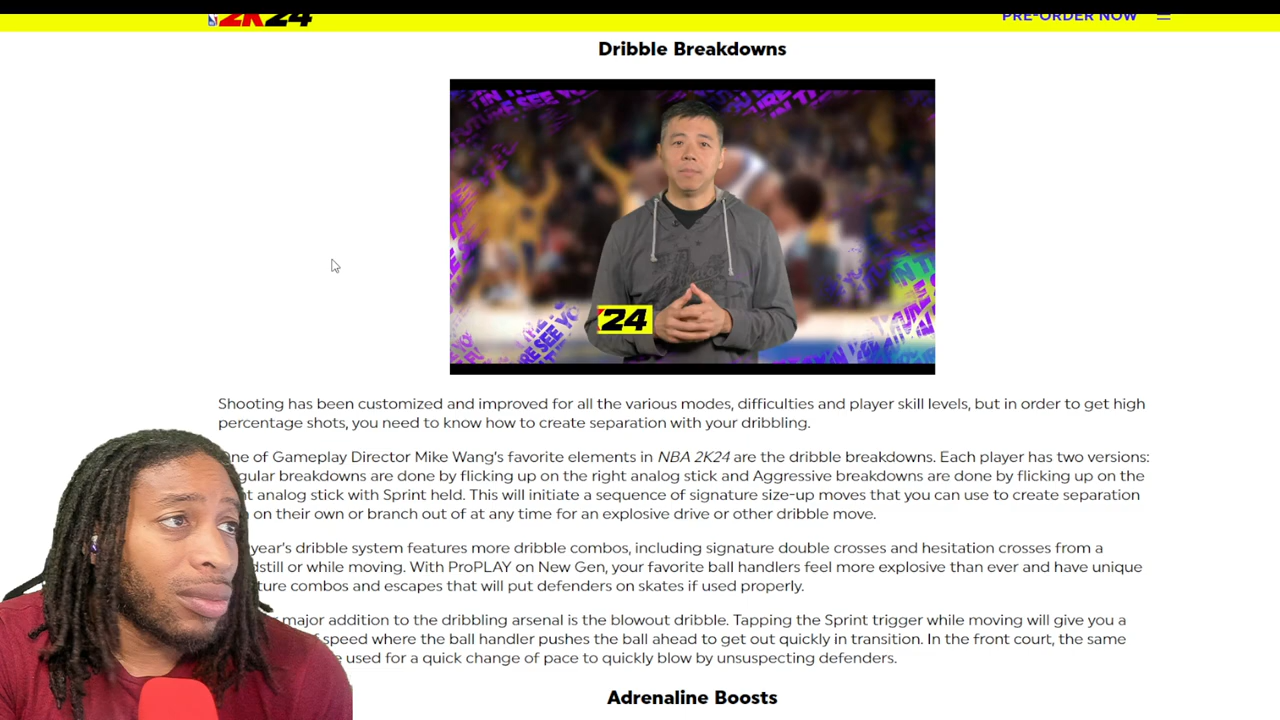 2K24
PRE-ORDER NOW
Dribble Breakdowns
'24
Shooting has been customized and improved for all the various modes, difficulties and player skill levels, but in order to get high
percentage shots, you need to know how to create separation with your dribbling.
One of Gameplay Director Mike Wang's favorite elements in NBA 2K24 are the dribble breakdowns. Each player has two versions:
gular breakdowns are done by flicking up on the right analog stick and Aggressive breakdowns are done by flicking up on the
nt analog stick with Sprint held. This will initiate a sequence of signature size-up moves that you can use to create separation
on their own or branch out of at any time for an explosive drive or other dribble move.
year's dribble system features more dribble combos, including signature double crosses and hesitation crosses from a
dstill or while moving. With ProPLAY on New Gen, your favorite ball handlers feel more explosive than ever and have unique
ture combos and escapes that will put defenders on skates if used properly.
major addition to the dribbling arsenal is the blowout dribble. Tapping the Sprint trigger while moving will give you a
speed where the ball handler pushes the ball ahead to get out quickly in transition. In the front court, the same
e used for a quick change of pace to quickly blow by unsuspecting defenders.
Adrenaline Boosts